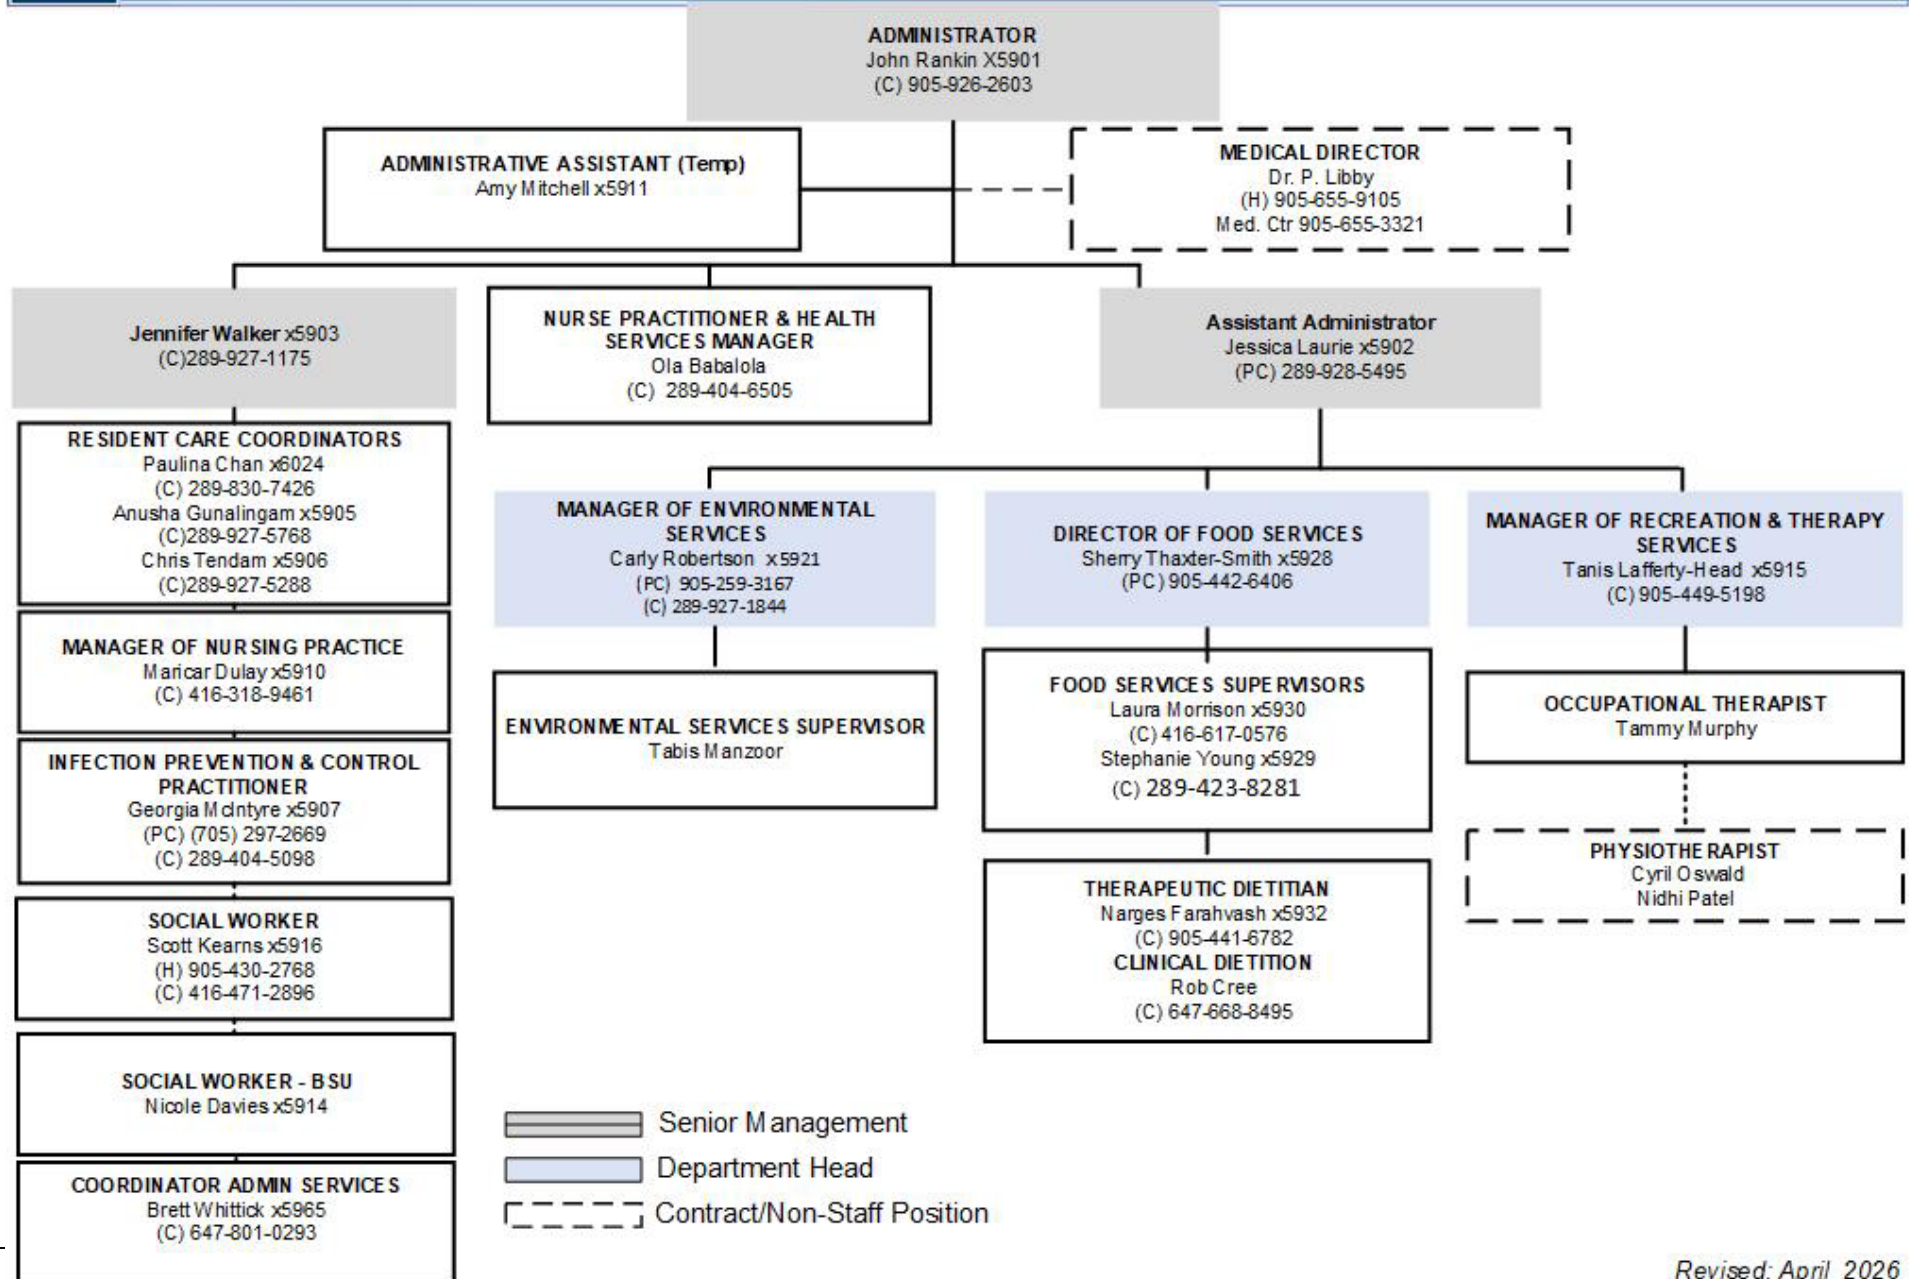 ADMINISTRATOR
John Rankin X5901
(C) 905-926-2603
ADMINISTRATIVE ASSISTANT (Temp)
Amy Mitchell x5911
MEDICAL DIRECTOR
Dr. P. Libby
(H) 905-655-9105
Med. Ctr 905-655-3321
Jennifer Walker x5903
(C)289-927-1175
NURSE PRACTITIONER & HEALTH
SERVICES MANAGER
Ola Babalola
(C) 289-404-6505
Assistant Administrator
Jessica Laurie x5902
(PC) 289-928-5495
RESIDENT CARE COORDINATORS
Paulina Chan x6024
(C) 289-830-7426
Anusha Gunalingam x5905
(C)289-927-5768
Chris Tendam x5906
(C)289-927-5288
MANAGER OF NURSING PRACTICE
Maricar Dulay x5910
(C) 416-318-9461
INFECTION PREVENTION & CONTROL
PRACTITIONER
Georgia McIntyre x5907
(PC) (705) 297-2669
(C) 289-404-5098
SOCIAL WORKER
Scott Kearns x5916
(H) 905-430-2768
(C) 416-471-2896
SOCIAL WORKER - BSU
Nicole Davies x5914
COORDINATOR ADMIN SERVICES
Brett Whittick x5965
(C) 647-801-0293
MANAGER OF ENVIRONMENTAL
SERVICES
Carly Robertson x5921
(PC) 905-259-3167
(C) 289-927-1844
ENVIRONMENTAL SERVICES SUPERVISOR
Tabis Manzoor
DIRECTOR OF FOOD SERVICES
Sherry Thaxter-Smith x5928
(PC) 905-442-6406
FOOD SERVICES SUPERVISORS
Laura Morrison x5930
(C) 416-617-0576
Stephanie Young x5929
(C) 289-423-8281
THERAPEUTIC DIETITIAN
Narges Farahvash x5932
(C) 905-441-6782
CLINICAL DIETITION
Rob Cree
(C) 647-668-8495
MANAGER OF RECREATION & THERAPY
SERVICES
Tanis Lafferty-Head x5915
(C) 905-449-5198
OCCUPATIONAL THERAPIST
Tammy Murphy
PHYSIOTHERAPIST
Cyril Oswald
Nidhi Patel
Senior Management
Department Head
Contract/Non-Staff Position
Revised: April 2026